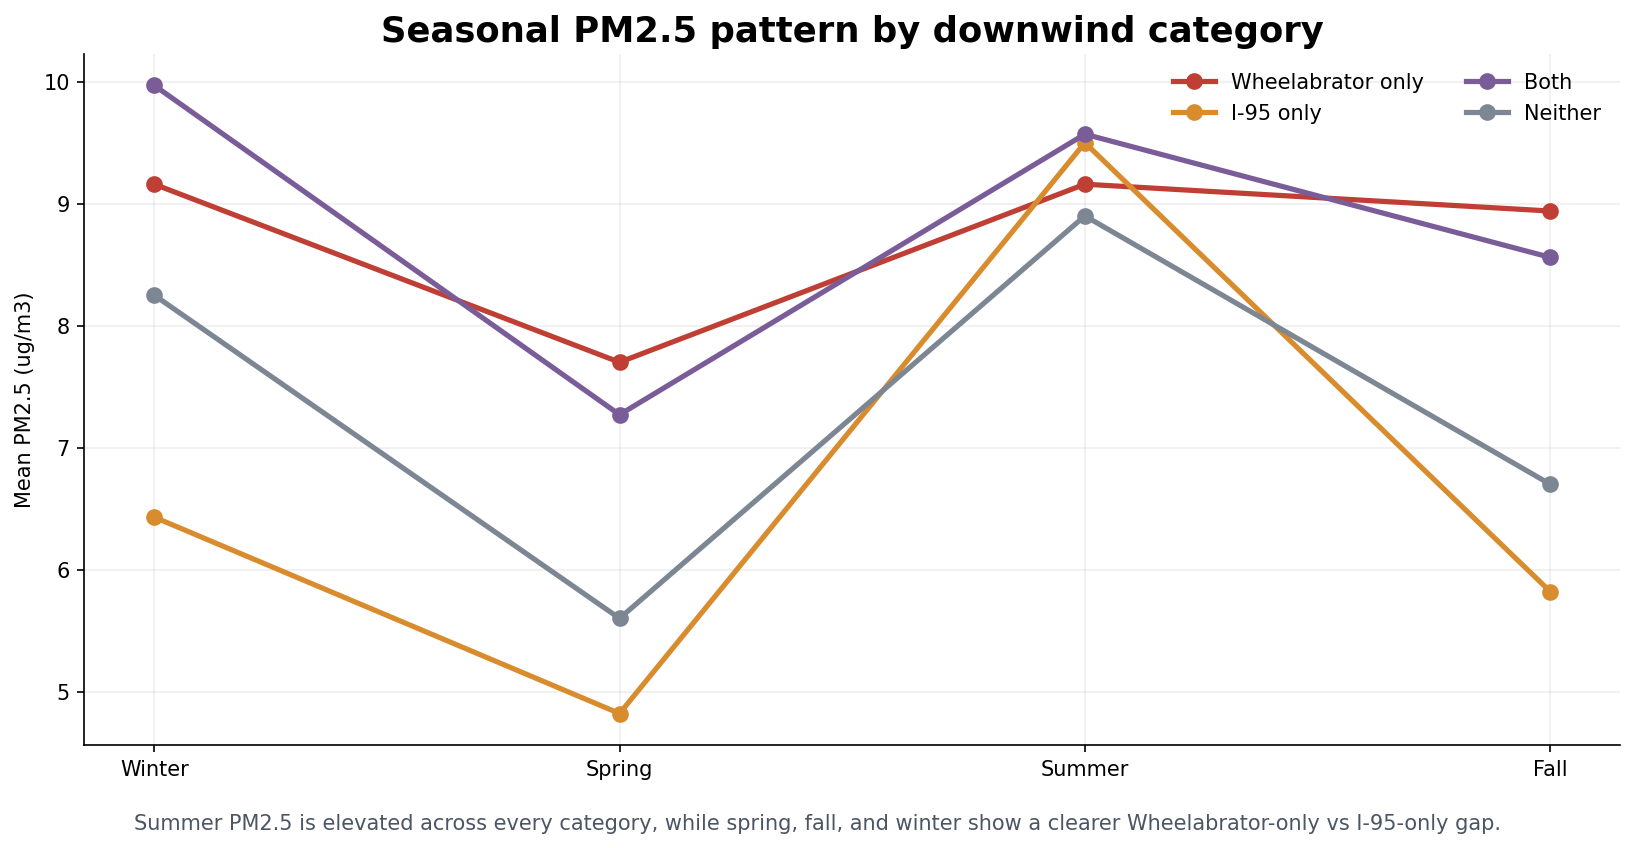 Seasonal PM2.5 pattern by downwind category
Wheelabrator only
I-95 only
Both
Neither
Mean PM2.5 (ug/m3)
10
9
8
7
6
5
Winter
Spring
Summer
Fall
Summer PM2.5 is elevated across every category, while spring, fall, and winter show a clearer Wheelabrator-only vs I-95-only gap.